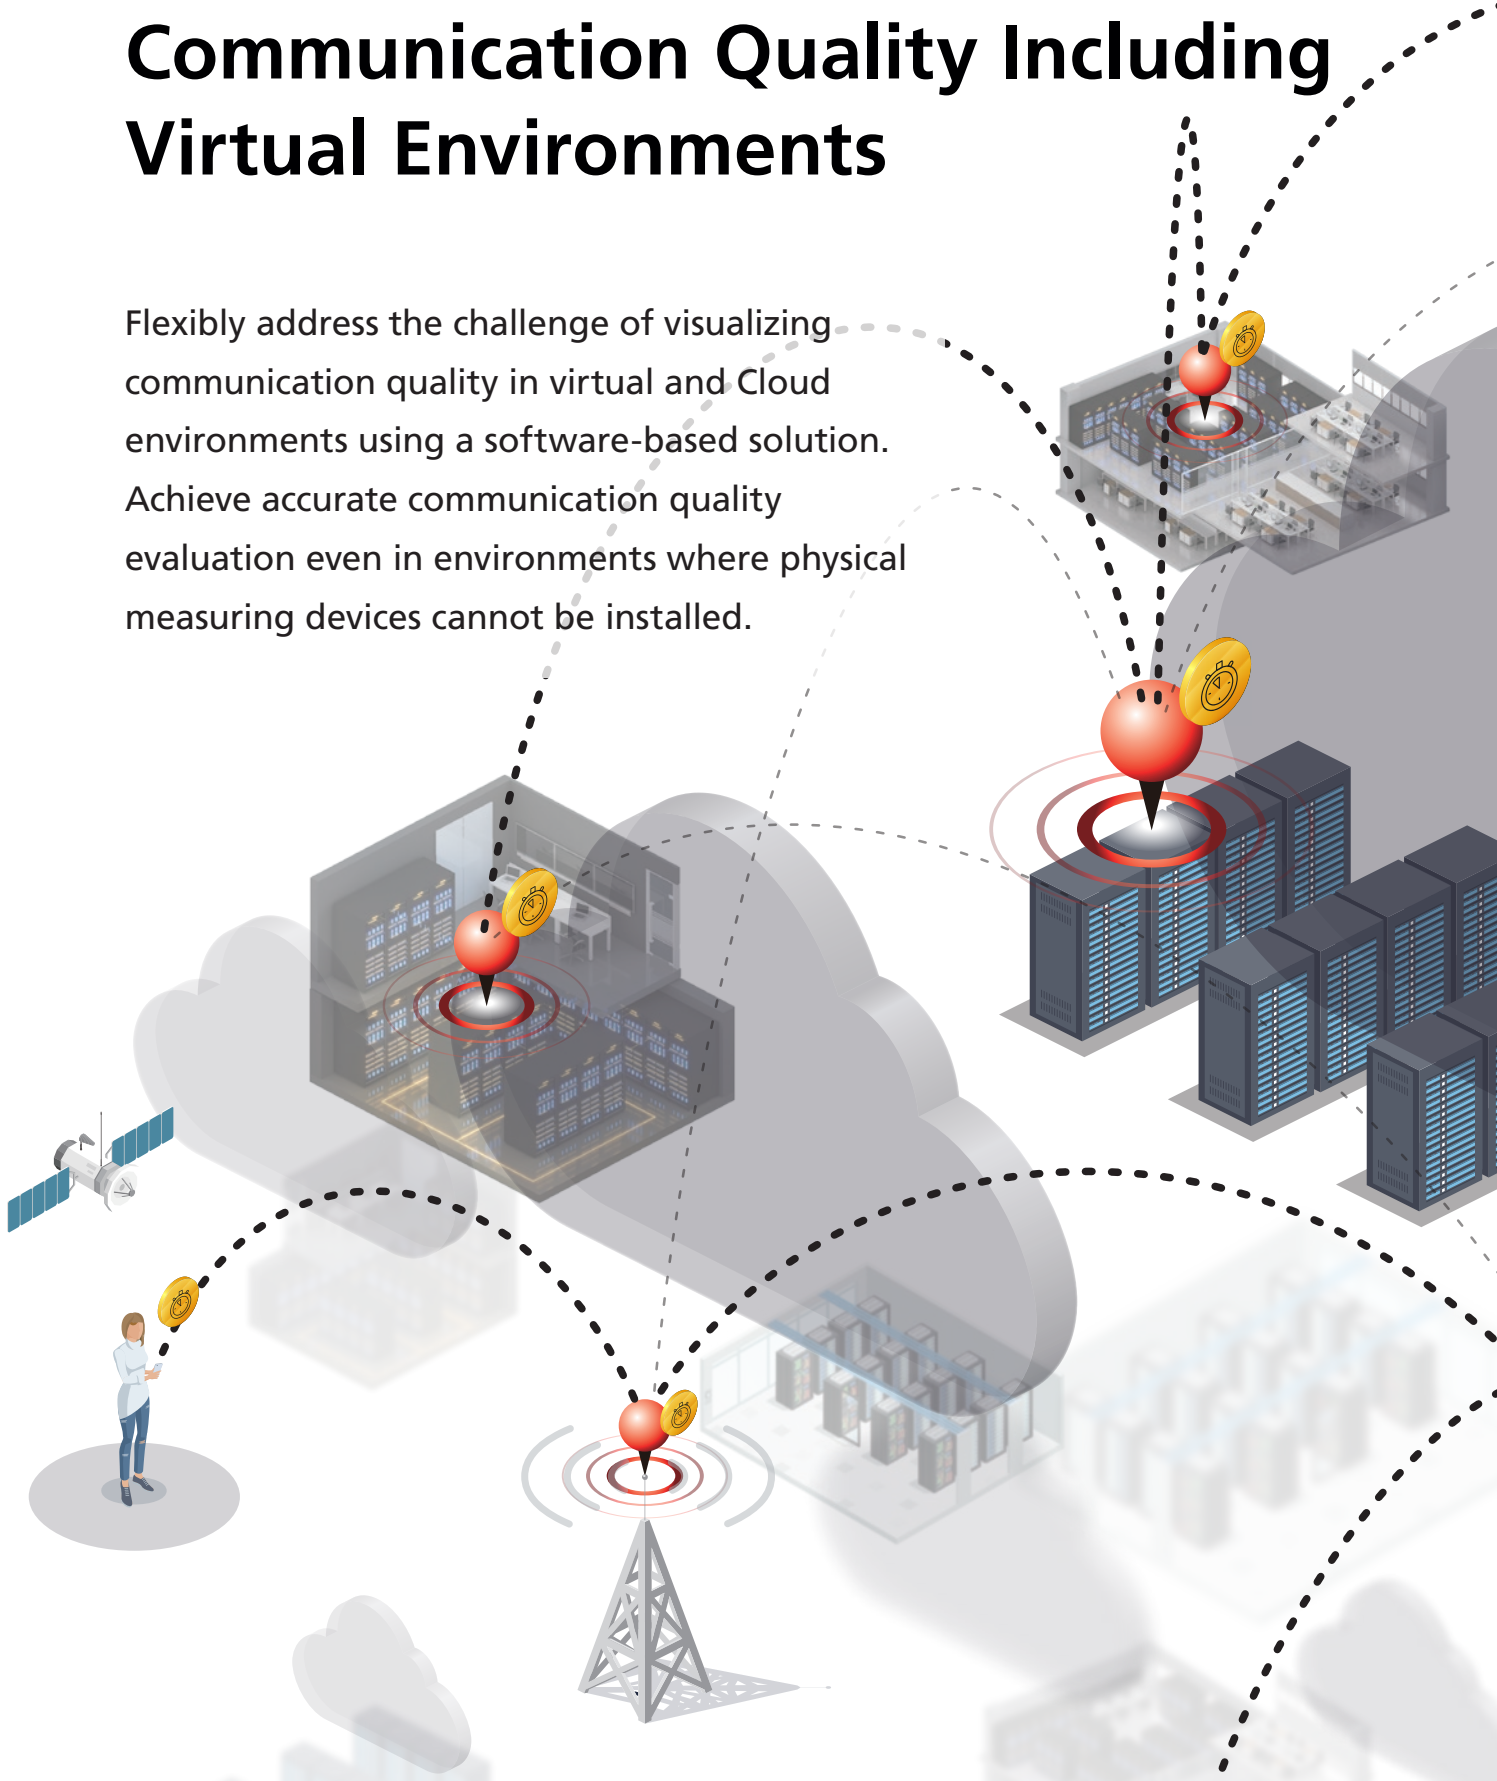 Communication Quality Including
Virtual Environments
Flexibly address the challenge of visualizing
communication quality in virtual and Cloud
environments using a software-based solution.
Achieve accurate communication quality
evaluation even in environments where physical
measuring devices cannot be installed.